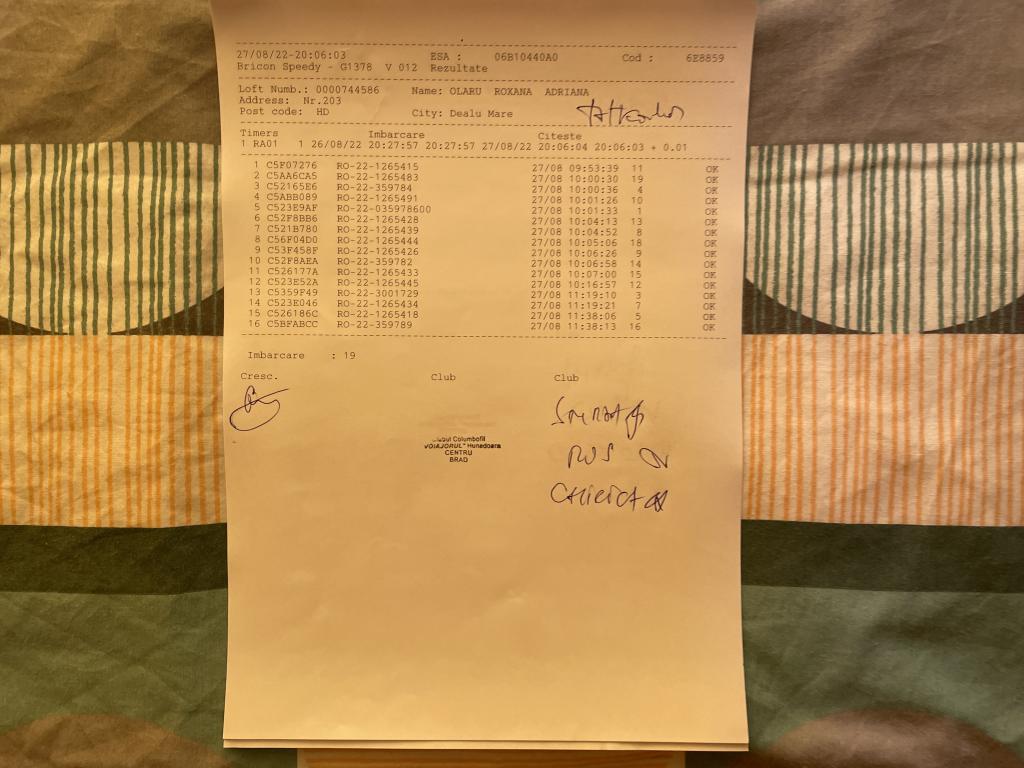 27/08/22-20:06:03 ESA : 06B10440A0 Cod : 6E8859
Bricon Speedy - G1378 V 012 Rezultate
Loft Numb.: 0000744586 Name: OLARU ROXANA ADRIANA
Address: Nr.203
Post code: HD City: Dealu Mare
Timers Imbarcare Citeste
1 RA01 1 26/08/22 20:27:57 20:27:57 27/08/22 20:06:04 20:06:03 + 0.01
1 C5F07276 RO-22-1265415 27/08 09:53:39 11 OK
2 C5AA6CA5 RO-22-1265483 27/08 10:00:30 19 OK
3 C52165E6 RO-22-359784 27/08 10:00:36 4 OK
4 C5ABB089 RO-22-1265491 27/08 10:01:26 10 OK
5 C523E9AF RO-22-035978600 27/08 10:01:33 1 OK
6 C52F8BB6 RO-22-1265428 27/08 10:04:13 13 OK
7 C521B780 RO-22-1265439 27/08 10:04:52 8 OK
8 C56F04D0 RO-22-1265444 27/08 10:05:06 18 OK
9 C53F458F RO-22-1265426 27/08 10:06:26 9 OK
10 C52F8AEA RO-22-359782 27/08 10:06:58 14 OK
11 C526177A RO-22-1265433 27/08 10:07:00 15 OK
12 C523E52A RO-22-1265445 27/08 10:16:57 12 OK
13 C5359F49 RO-22-3001729 27/08 11:19:10 3 OK
14 C523E046 RO-22-1265434 27/08 11:19:21 7 OK
15 C526186C RO-22-1265418 27/08 11:38:06 5 OK
16 C5BFABCC RO-22-359789 27/08 11:38:13 16 OK
Imbarcare : 19
Cresc. Club Club
Clubul Columbofil
"VOIAJORUL" Hunedoara
CENTRU
BRAD
RUS